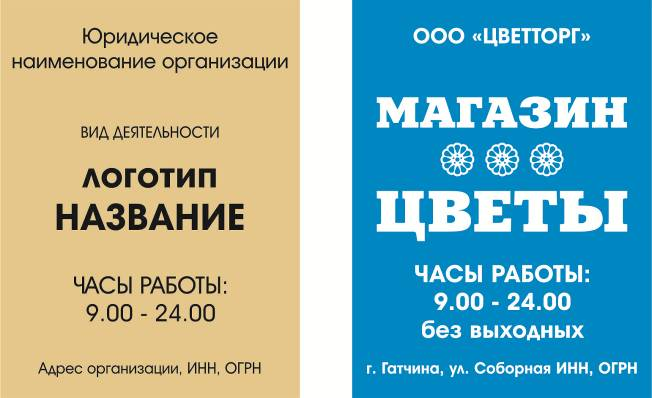 Юридическое
наименование организации
ВИД ДЕЯТЕЛЬНОСТИ
ЛОГОТИП
НАЗВАНИЕ
ЧАСЫ РАБОТЫ:
9.00 - 24.00
Адрес организации, ИНН, ОГРН
ООО «ЦВЕТТОРГ»
МАГАЗИН
ЦВЕТЫ
ЧАСЫ РАБОТЫ:
9.00 - 24.00
без выходных
г. Гатчина, ул. Соборная ИНН, ОГРН